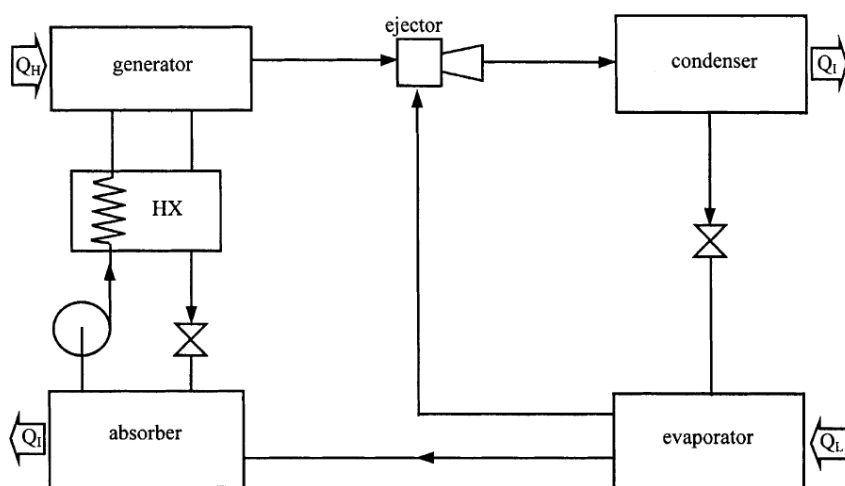 ejector
Q_H
generator
condenser
Q_I
HX
Q_I
absorber
evaporator
Q_L